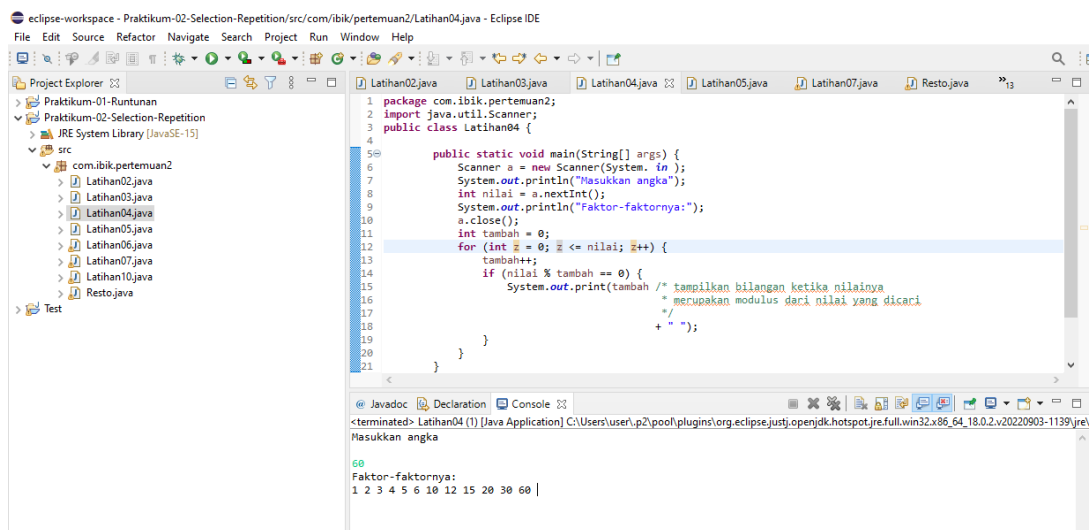 eclipse-workspace - Praktikum-02-Selection-Repetition/src/com/ibik/pertemuan2/Latihan04.java - Eclipse IDE
File Edit Source Refactor Navigate Search Project Run Window Help
Project Explorer
Praktikum-01-Runtunan
Praktikum-02-Selection-Repetition
JRE System Library [JavaSE-15]
src
com.ibik.pertemuan2
Latihan02.java
Latihan03.java
Latihan04.java
Latihan05.java
Latihan06.java
Latihan07.java
Latihan10.java
Resto.java
Test
Latihan02.java Latihan03.java Latihan04.java Latihan05.java Latihan07.java Resto.java »13
1 package com.ibik.pertemuan2;
2 import java.util.Scanner;
3 public class Latihan04 {
4
5 public static void main(String[] args) {
6 Scanner a = new Scanner(System. in );
7 System.out.println("Masukkan angka");
8 int nilai = a.nextInt();
9 System.out.println("Faktor-faktornya:");
10 a.close();
11 int tambah = 0;
12 for (int z = 0; z <= nilai; z++) {
13 tambah++;
14 if (nilai % tambah == 0) {
15 System.out.print(tambah /* tampilkan bilangan ketika nilainya
16 * merupakan modulus dari nilai yang dicari
17 */
18 + " ");
19 }
20 }
21 }
@ Javadoc Declaration Console
<terminated> Latihan04 (1) [Java Application] C:\Users\user\.p2\pool\plugins\org.eclipse.justj.openjdk.hotspot.jre.full.win32.x86_64_18.0.2.v20220903-1139\jre\
Masukkan angka
60
Faktor-faktornya:
1 2 3 4 5 6 10 12 15 20 30 60